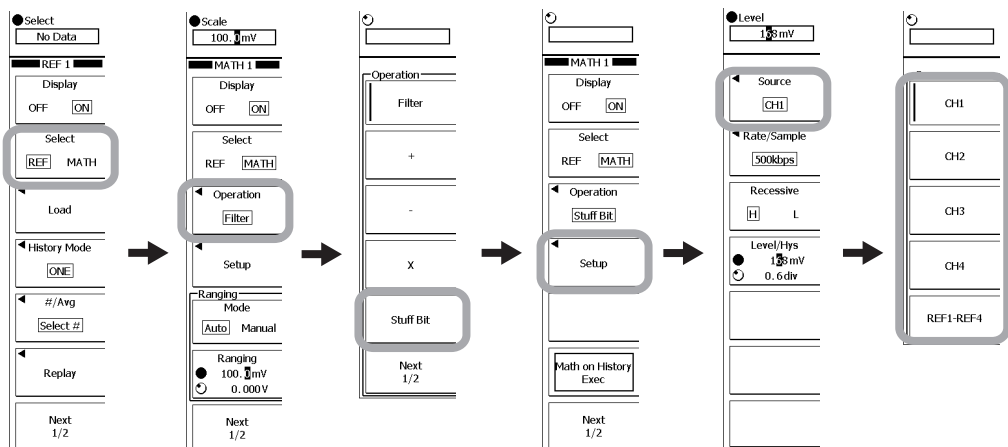 Select
No Data
REF 1
Display
OFF ON
Select
REF MATH
Load
History Mode
ONE
#/Avg
Select #
Replay
Next
1/2
Scale
100.0mV
MATH 1
Display
OFF ON
Select
REF MATH
Operation
Filter
Setup
Ranging
Mode
Auto Manual
Ranging
100.0mV
0.000V
Next
1/2
Operation
Filter
+
-
X
Stuff Bit
Next
1/2
MATH 1
Display
OFF ON
Select
REF MATH
Operation
Stuff Bit
Setup
Math on History
Exec
Next
1/2
Level
168mV
Source
CH1
Rate/Sample
500kbps
Recessive
H L
Level/Hys
168mV
0.6div
CH1
CH2
CH3
CH4
REF1-REF4